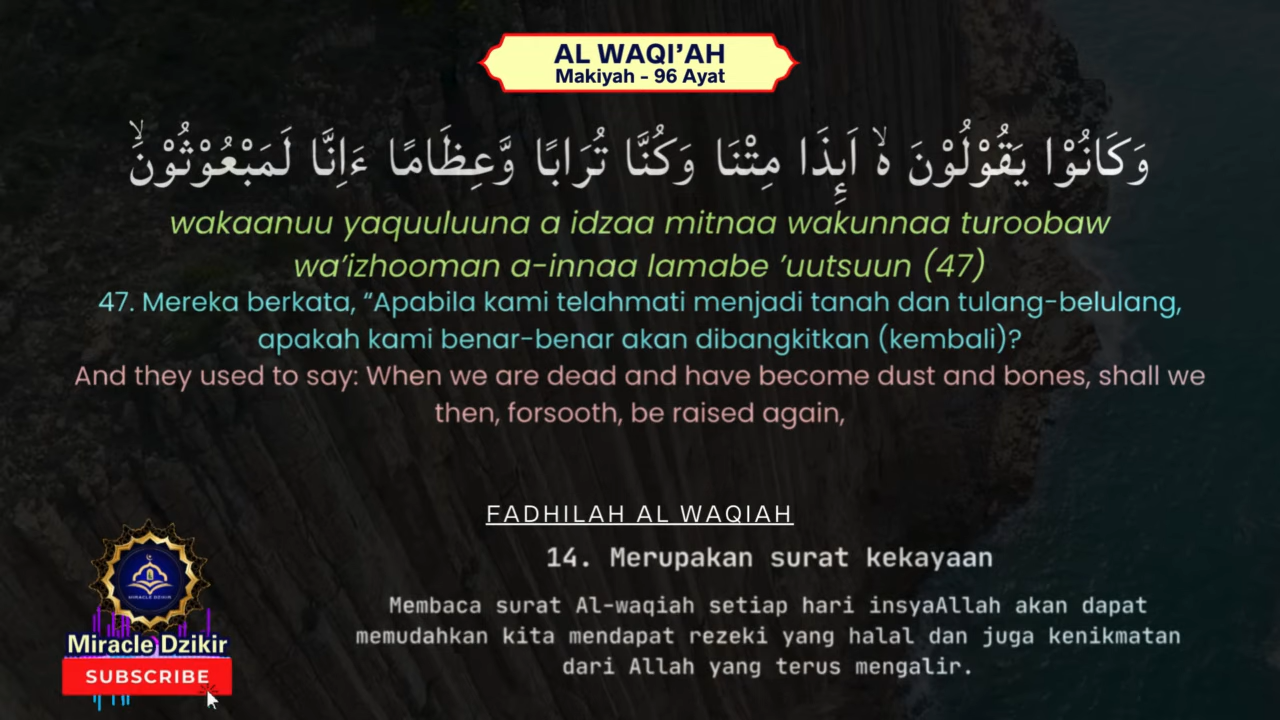 AL WAQI’AH
Makiyah - 96 Ayat
وَكَانُوْا يَقُوْلُوْنَ ەۙ اَىِٕذَا مِتْنَا وَكُنَّا تُرَابًا وَّعِظَامًا ءَاِنَّا لَمَبْعُوْثُوْنَۙ
wakaanuu yaquuluuna a idzaa mitnaa wakunnaa turoobaw
wa’izhooman a-innaa lamabe ’uutsuun (47)
47. Mereka berkata, “Apabila kami telahmati menjadi tanah dan tulang-belulang,
apakah kami benar-benar akan dibangkitkan (kembali)?
And they used to say: When we are dead and have become dust and bones, shall we
then, forsooth, be raised again,
FADHILAH AL WAQIAH
14. Merupakan surat kekayaan
Membaca surat Al-waqiah setiap hari insyaAllah akan dapat
memudahkan kita mendapat rezeki yang halal dan juga kenikmatan
dari Allah yang terus mengalir.
MIRACLE DZIKIR
Miracle Dzikir
SUBSCRIBE